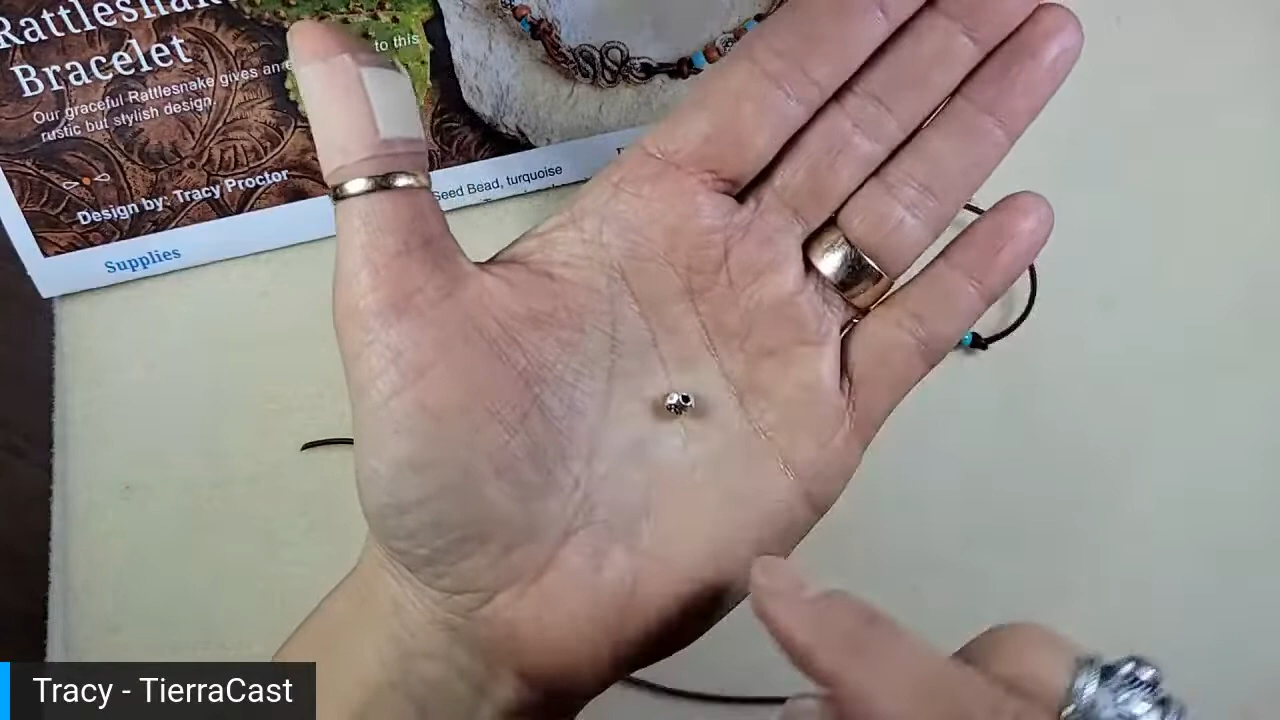 Rattlesnake
Bracelet
to this
Our graceful Rattlesnake gives an
rustic but stylish design.
Design by: Tracy Proctor
Seed Bead, turquoise
Supplies
Tracy - TierraCast